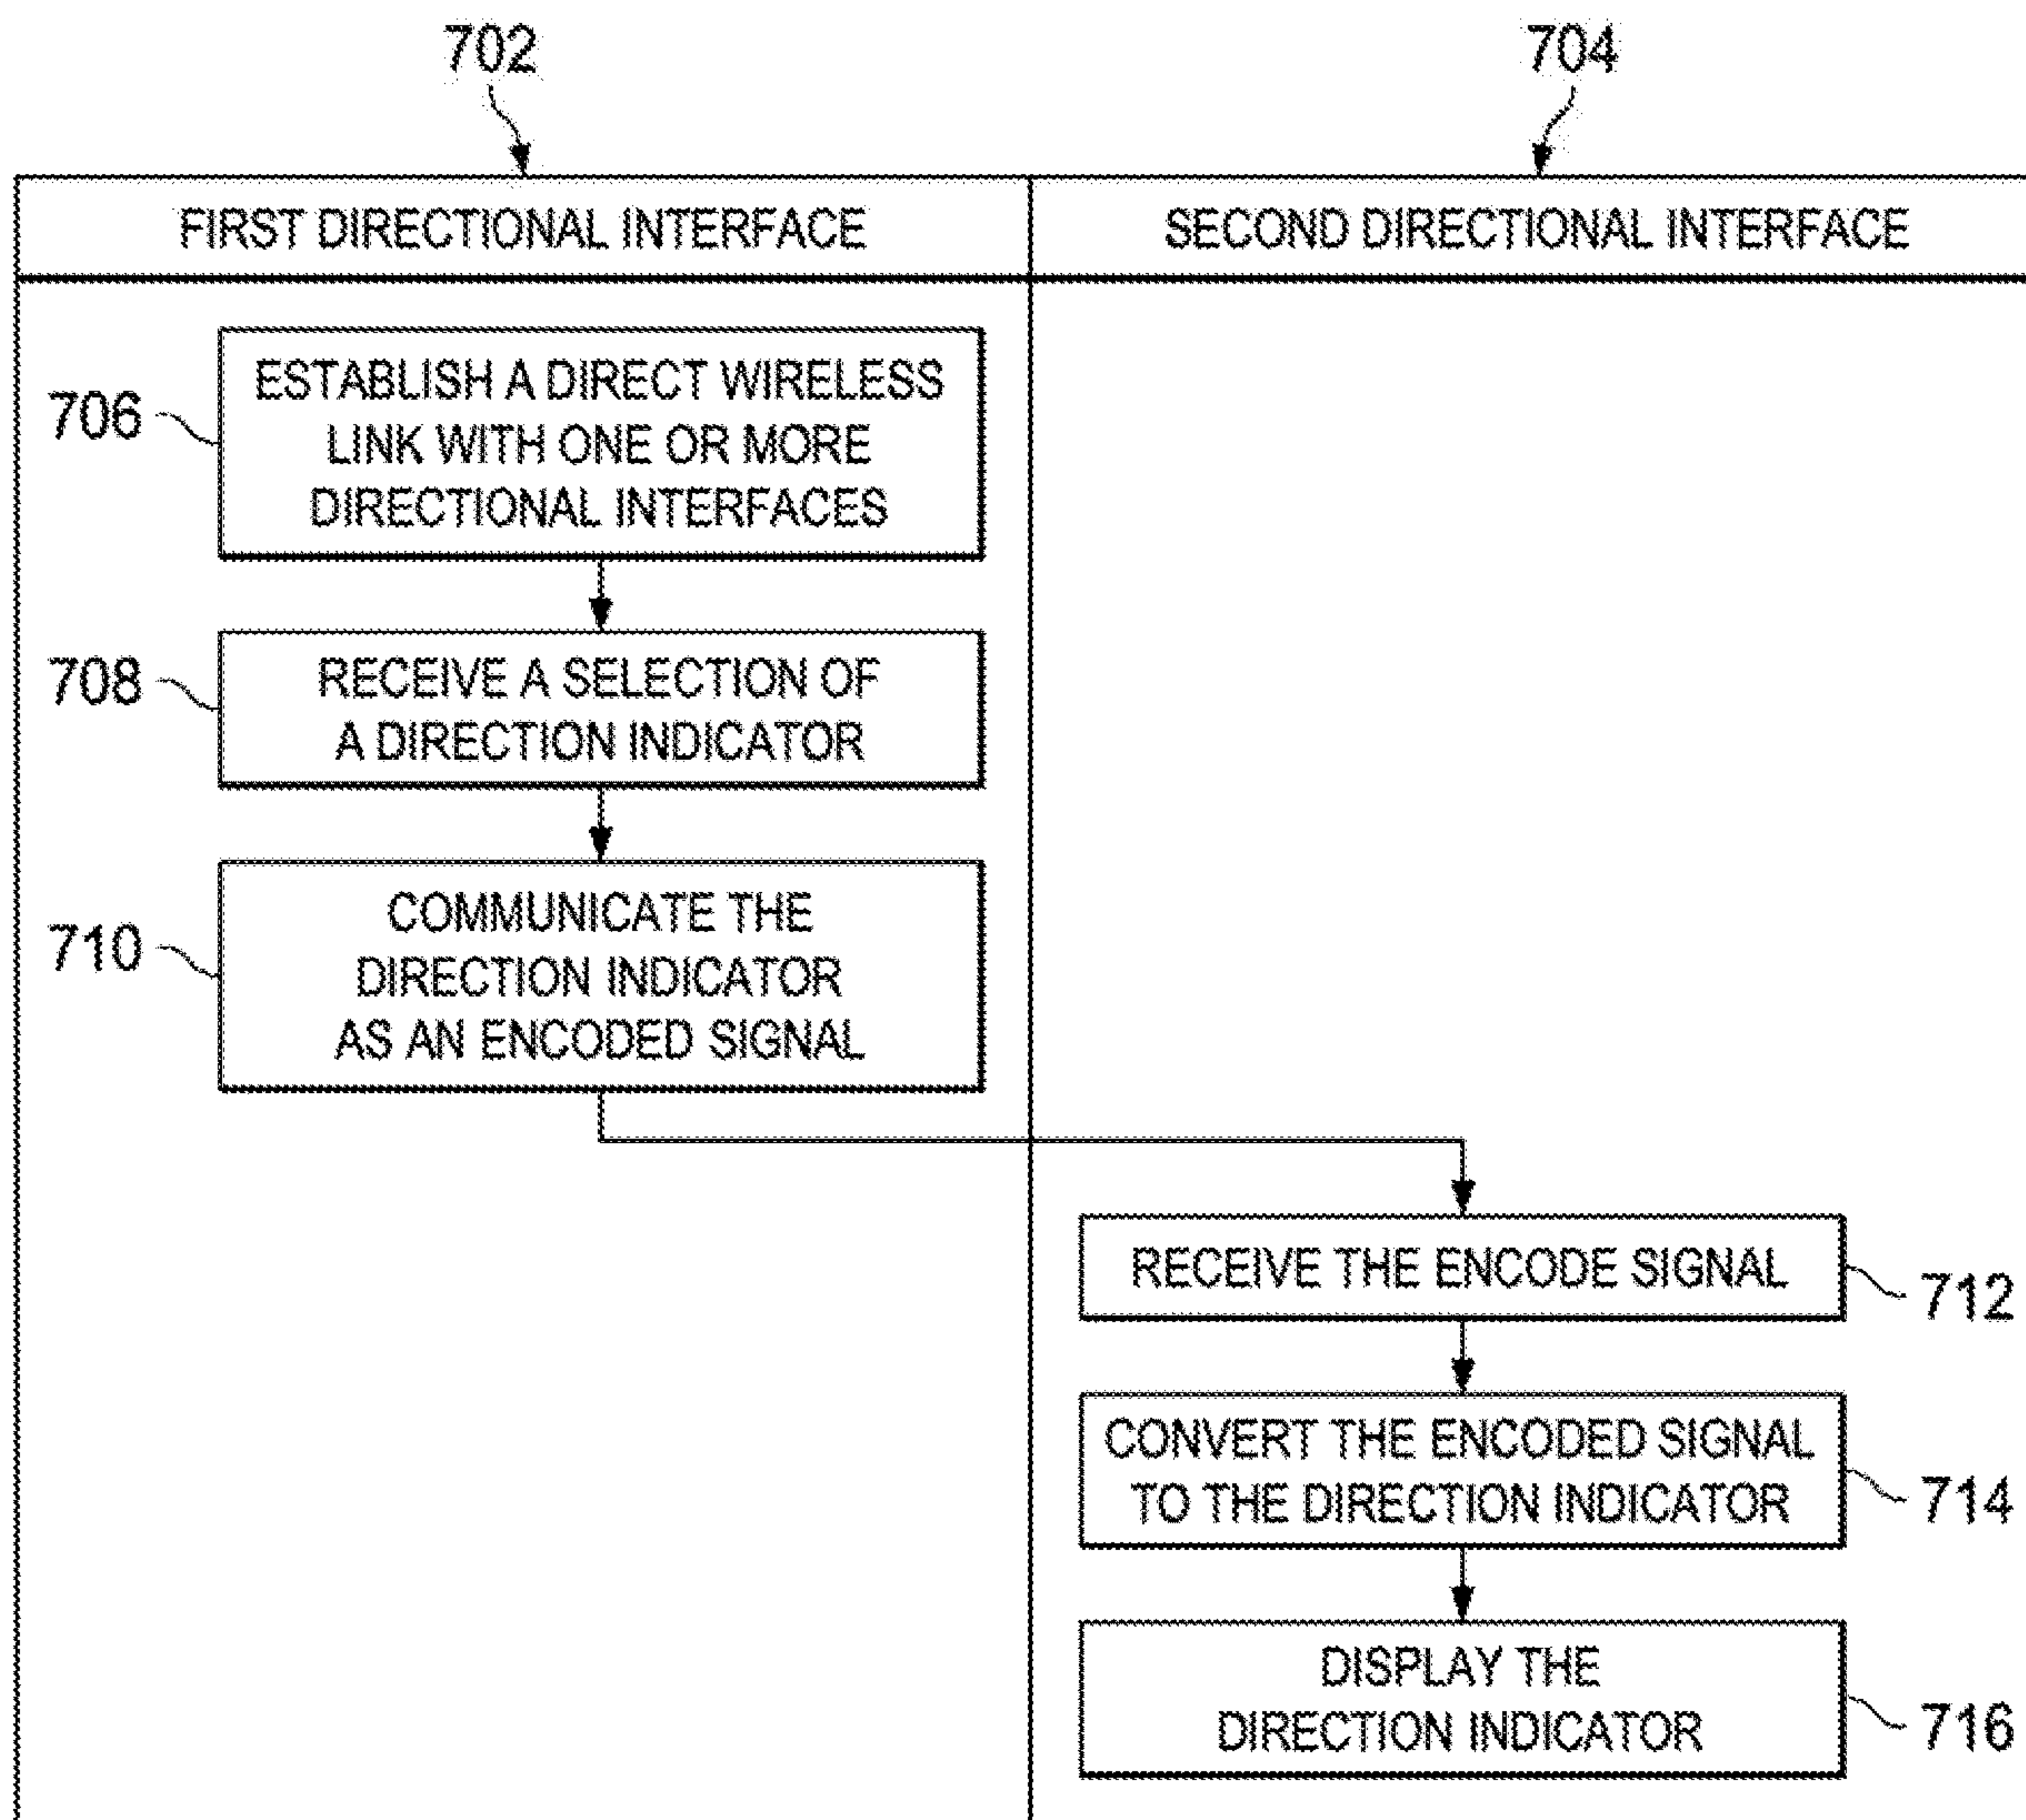 702
704
FIRST DIRECTIONAL INTERFACE
SECOND DIRECTIONAL INTERFACE
706
ESTABLISH A DIRECT WIRELESS
LINK WITH ONE OR MORE
DIRECTIONAL INTERFACES
708
RECEIVE A SELECTION OF
A DIRECTION INDICATOR
710
COMMUNICATE THE
DIRECTION INDICATOR
AS AN ENCODED SIGNAL
RECEIVE THE ENCODE SIGNAL
712
CONVERT THE ENCODED SIGNAL
TO THE DIRECTION INDICATOR
714
DISPLAY THE
DIRECTION INDICATOR
716